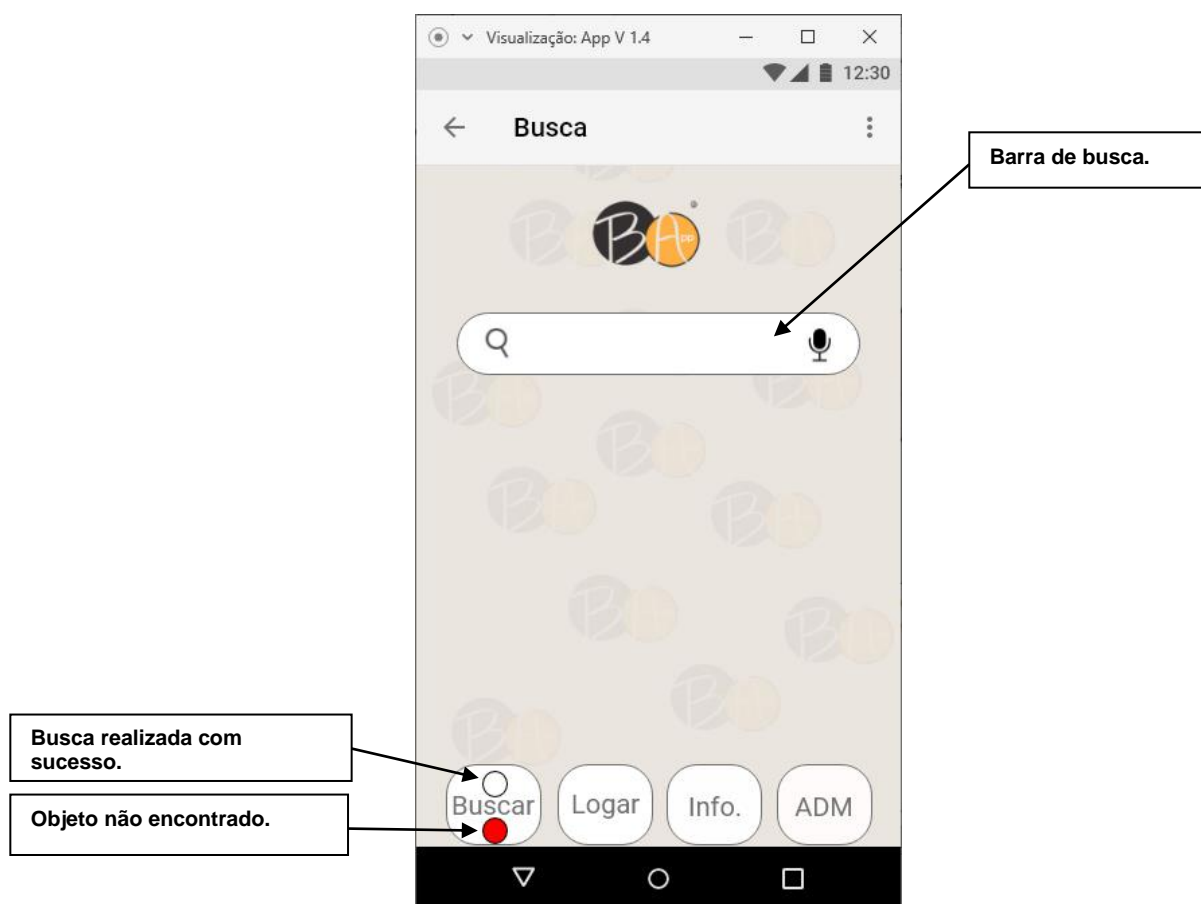 Visualização: App V 1.4
12:30
Busca
Barra de busca.
BApp
Busca realizada com
sucesso.
Objeto não encontrado.
Buscar
Logar
Info.
ADM